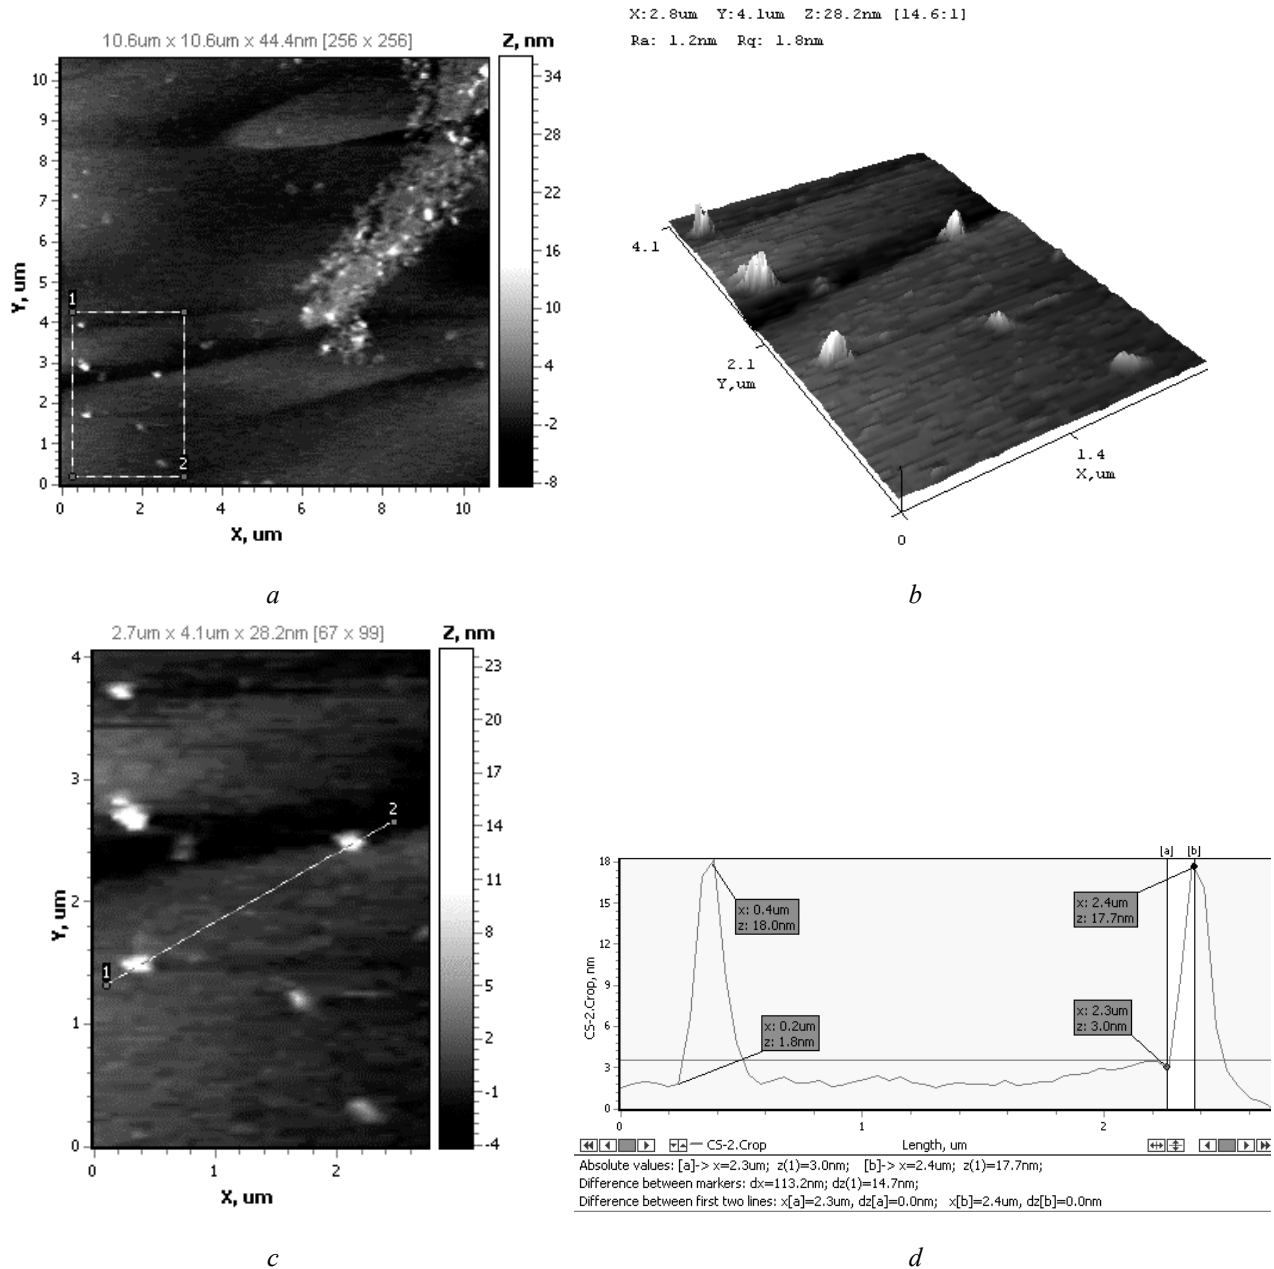 10.6um x 10.6um x 44.4nm [256 x 256]
Z, nm
10
9
8
7
6
5
4
3
2
1
0
Y, um
1
2
0
2
4
6
8
10
X, um
34
28
22
16
10
4
-2
-8
a
X:2.8um Y:4.1um Z:28.2nm [14.6:1]
Ra: 1.2nm Rq: 1.8nm
4.1
2.1
Y,um
1.4
X,um
0
b
2.7um x 4.1um x 28.2nm [67 x 99]
Z, nm
4
3
2
1
0
Y, um
1
2
0
1
2
X, um
23
20
17
14
11
8
5
2
-1
-4
c
[a] [b]
18
15
12
9
6
3
0
CS-2.Crop, nm
x: 0.4um
z: 18.0nm
x: 2.4um
z: 17.7nm
x: 0.2um
z: 1.8nm
x: 2.3um
z: 3.0nm
0
1
2
CS-2.Crop
Length, um
Absolute values: [a]-> x=2.3um; z(1)=3.0nm; [b]-> x=2.4um; z(1)=17.7nm;
Difference between markers: dx=113.2nm; dz(1)=14.7nm;
Difference between first two lines: x[a]=2.3um, dz[a]=0.0nm; x[b]=2.4um, dz[b]=0.0nm
d